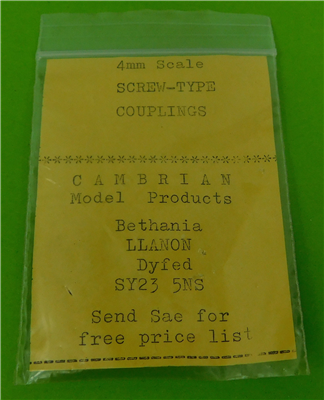 4mm Scale
SCREW-TYPE
COUPLINGS
CAMBRIAN
Model Products
Bethania
LLANON
Dyfed
SY23 5NS
Send Sae for
free price list